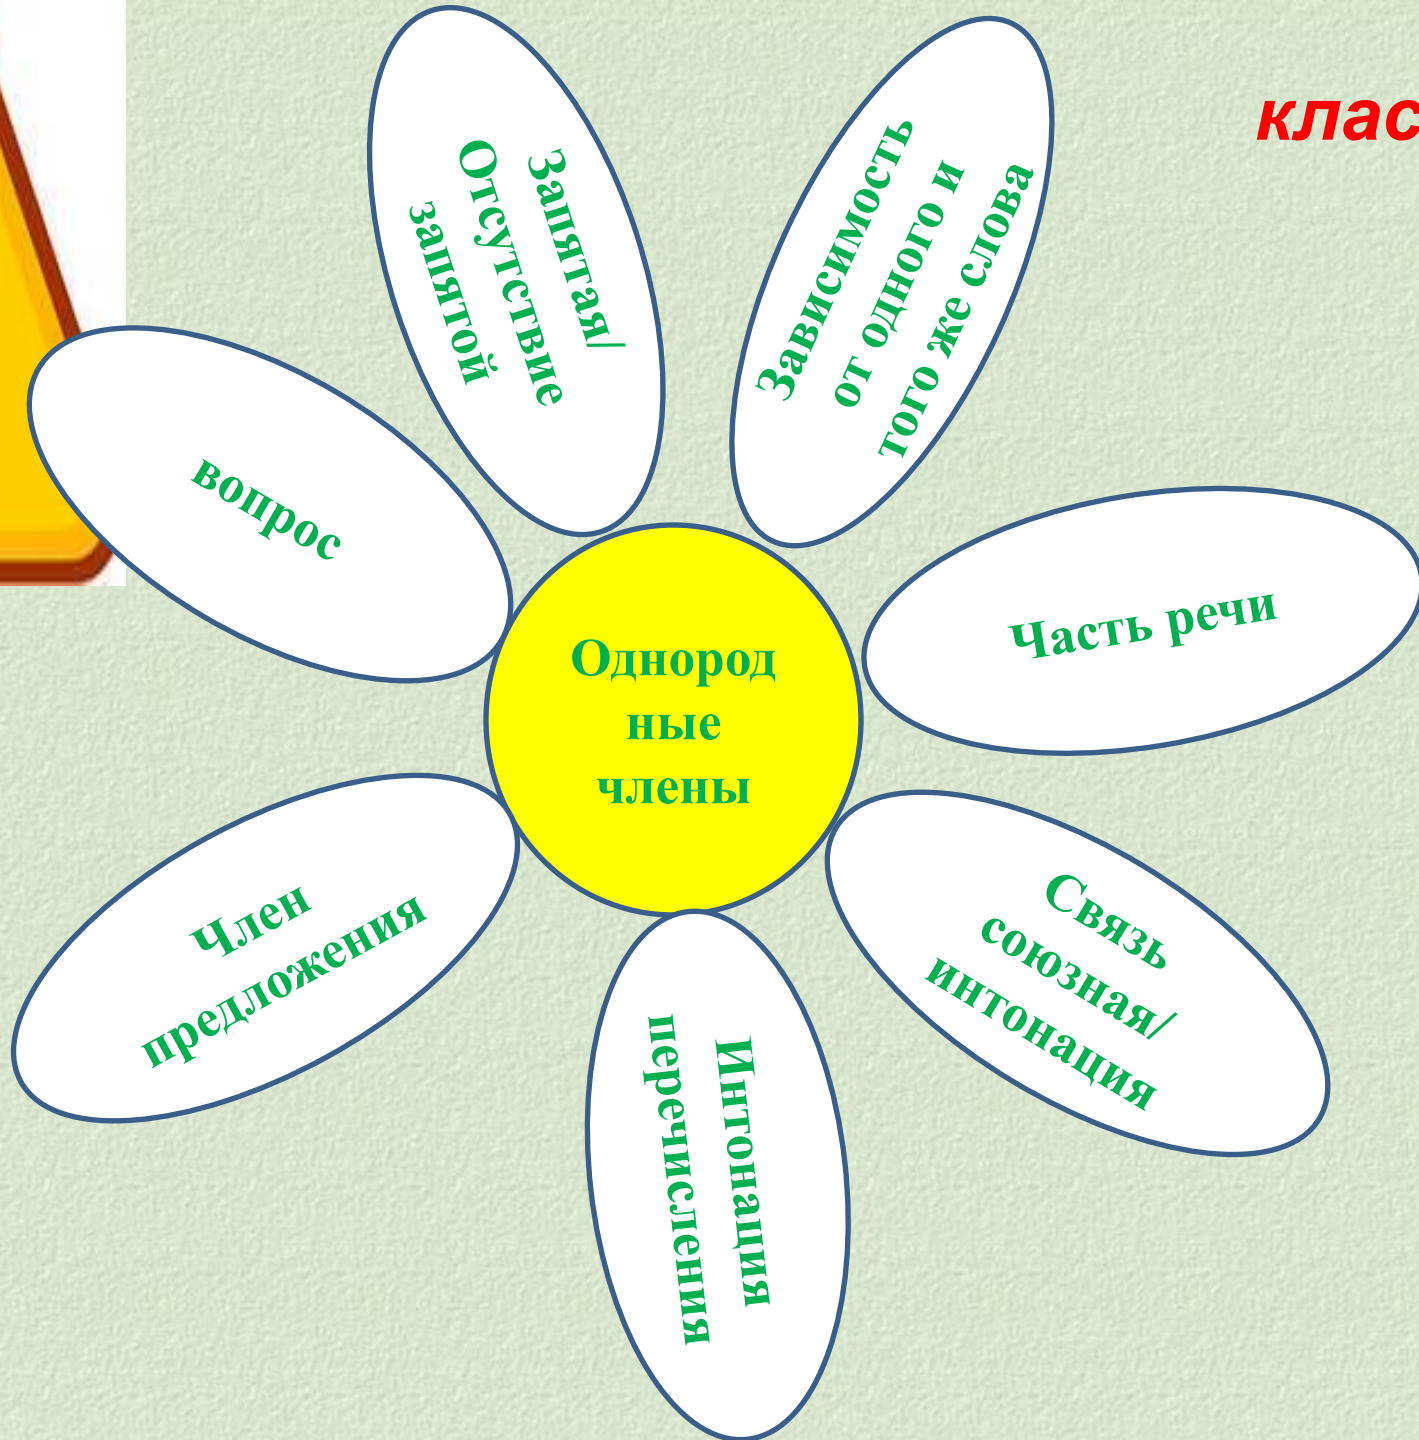 клас
Запятая/
Отсутствие
запятой
Зависимость
от одного и
того же слова
вопрос
Часть речи
Однород
ные
члены
Член
предложения
Связь
союзная/
интонация
Интонация
перечисления